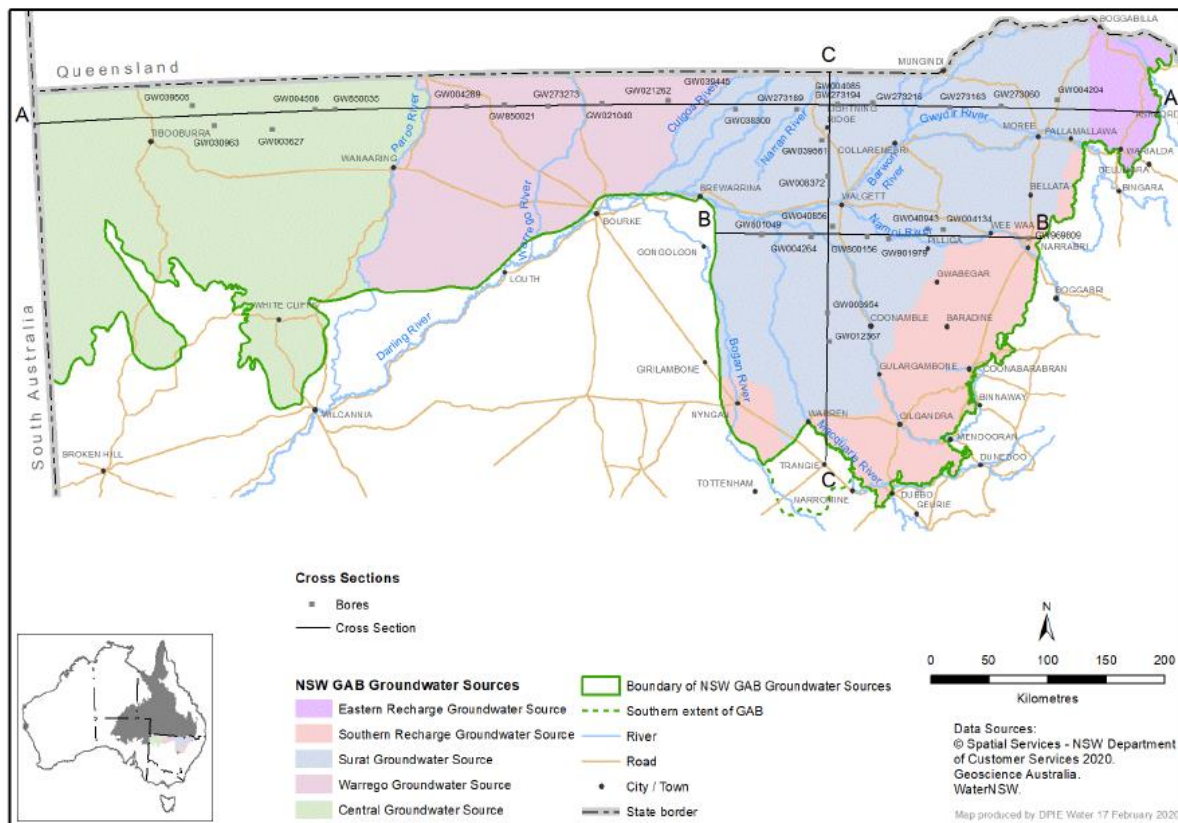 BOGGABILLA
C
MUNGINDI
Queensland
GW039445
GW004085
GW039505
GW004506
GW850035
GW004289
GW273273
GW021262
GW273189
GW273194
GW273216
GW273163
GW273060
GW004204
A
A
ASHFORD
Culgoa River
LIGHTNING
RIDGE
GW850021
GW021040
GW038300
Gwydir River
TIBOOBURRA
Paroo River
Narran River
MOREE
PALLAMALLAWA
GW030963
GW003627
WARIALDA
GW039561
COLLARENEBRI
DELUNGRA
WANAARING
Barwon
River
GW008372
BINGARA
BREWARRINA
WALGETT
BELLATA
Warrego River
BOURKE
B
GW801049
GW040856
GW040943
GW004134
WEE WAA
B
Namoi River
GW969809
GONGOLOON
GW004264
GW800156
GW801979
PILLIGA
NARRABRI
LOUTH
GWABEGAR
WHITE CLIFFS
BOGGABRI
GW003954
Darling River
COONAMBLE
BARADINE
GW012367
Bogan River
GIRILAMBONE
GULARGAMBONE
COONABARABRAN
South Australia
NYNGAN
BINNAWAY
WILCANNIA
WARREN
GILGANDRA
MENDOORAN
Macquarie River
BROKEN HILL
TRANGIE
DUNEDOO
TOTTENHAM
C
NARROMINE
DUBBO
GEURIE
Cross Sections
Bores
Cross Section
N
0 50 100 150 200
Kilometres
NSW GAB Groundwater Sources
Eastern Recharge Groundwater Source
Southern Recharge Groundwater Source
Surat Groundwater Source
Warrego Groundwater Source
Central Groundwater Source
Boundary of NSW GAB Groundwater Sources
Southern extent of GAB
River
Road
City / Town
State border
Data Sources:
© Spatial Services - NSW Department
of Customer Services 2020.
Geoscience Australia.
WaterNSW.
Map produced by DPIE Water 17 February 2020